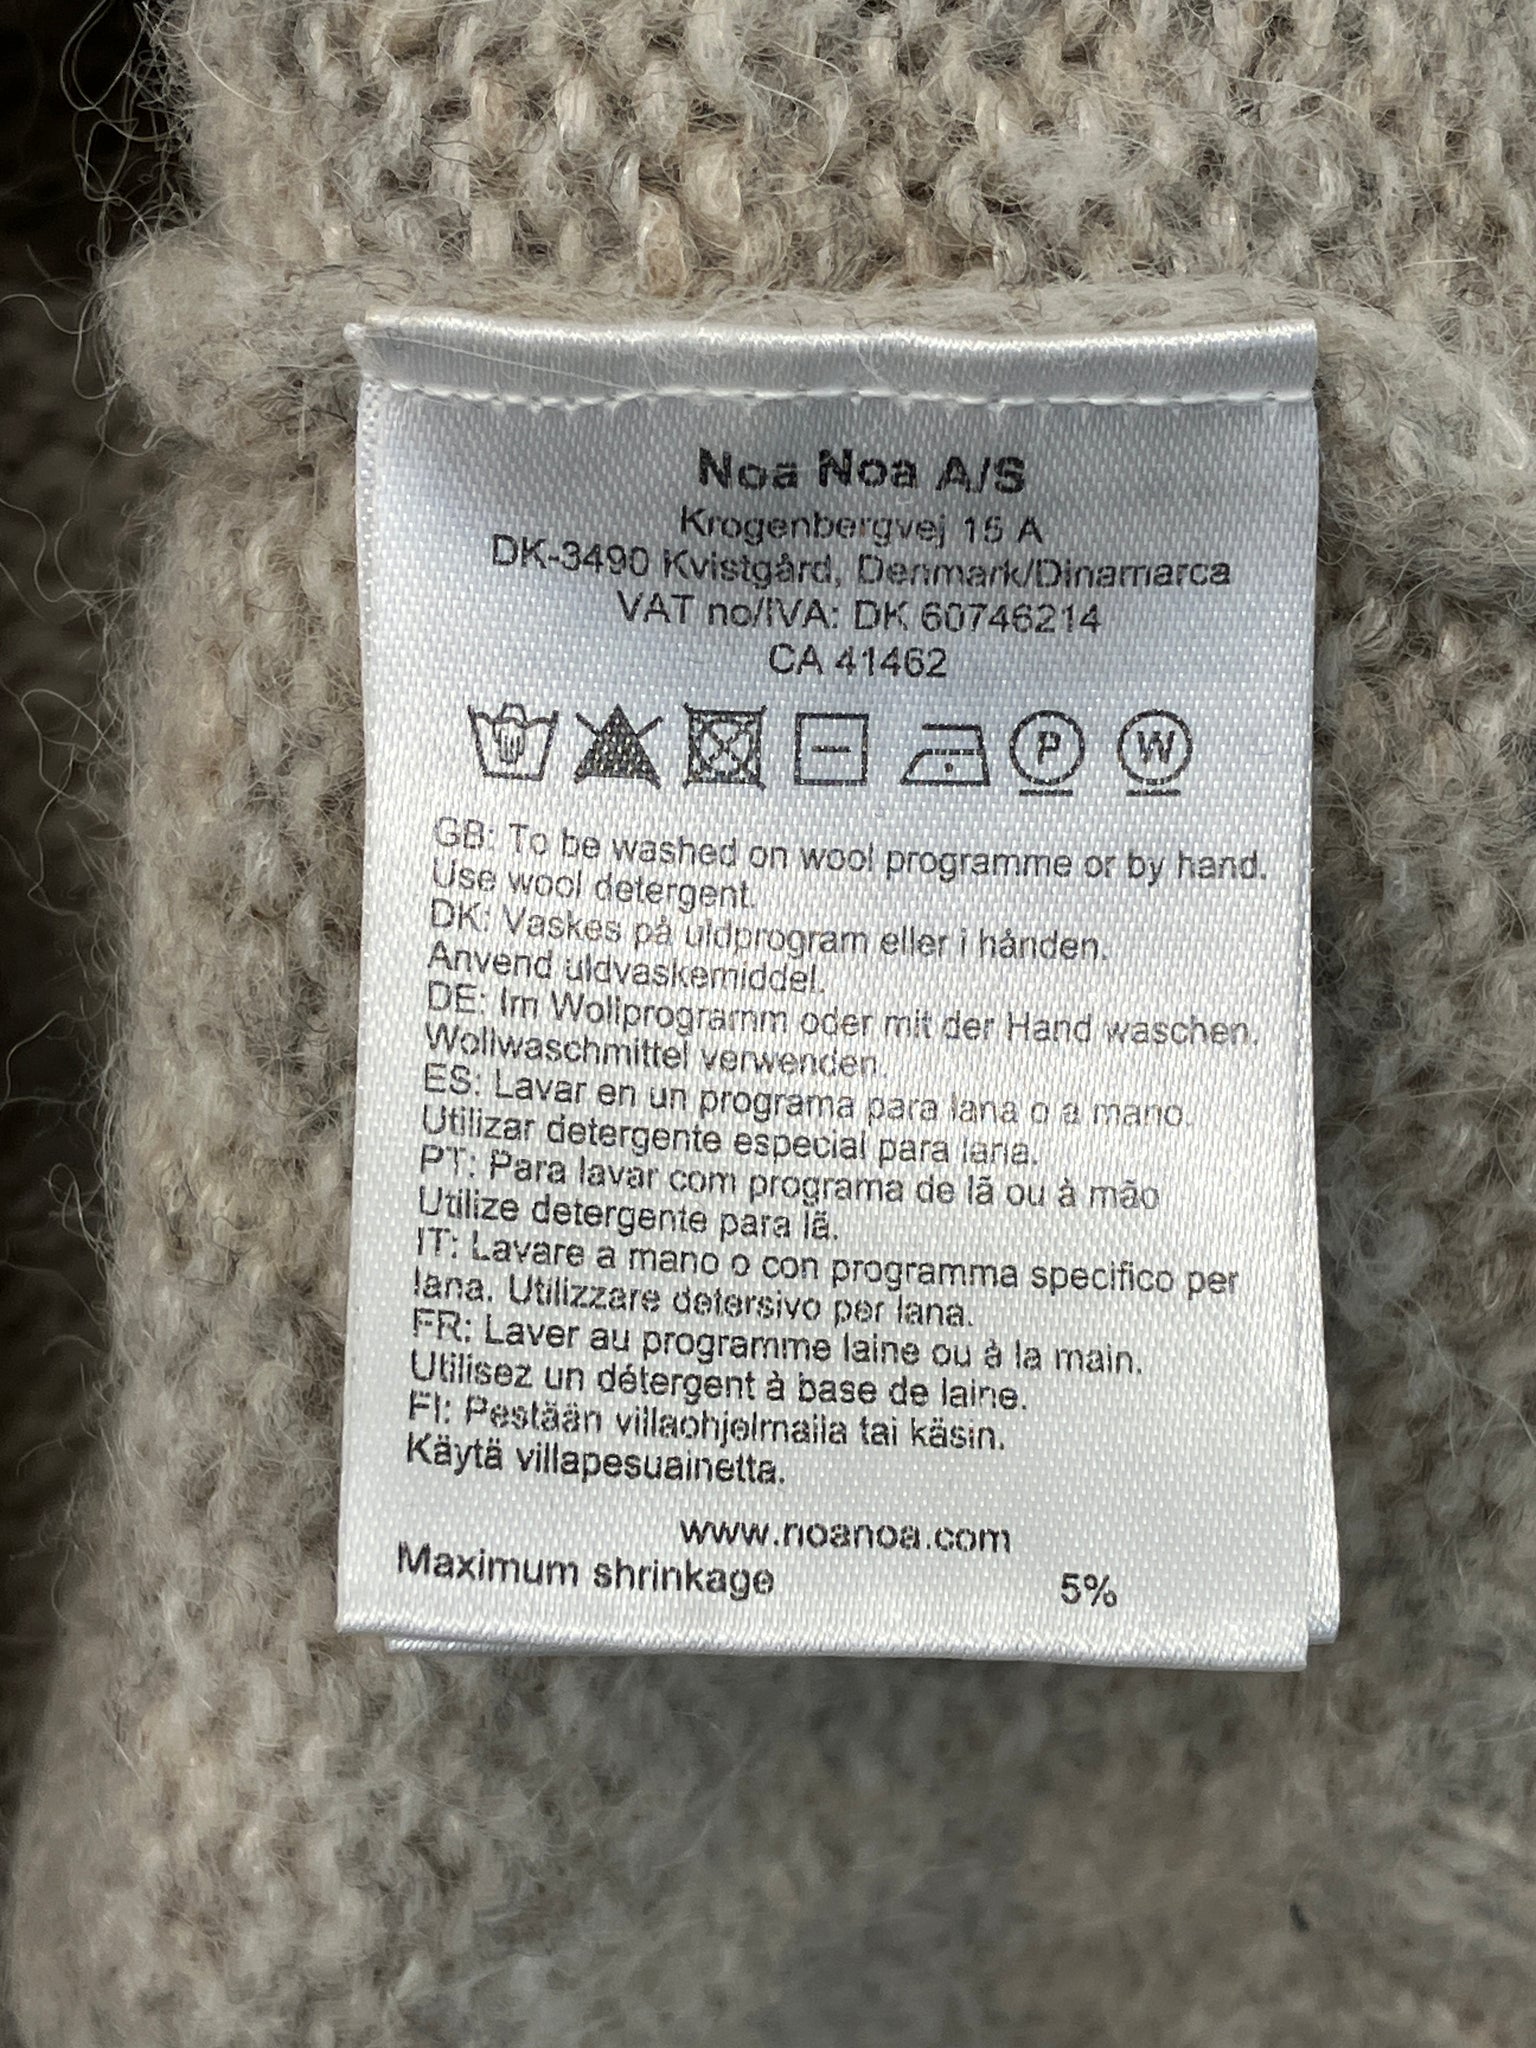 Noa Noa A/S
Krogenbergvej 15 A
DK-3490 Kvistgård, Denmark/Dinamarca
VAT no/IVA: DK 60746214
CA 41462
P W
GB: To be washed on wool programme or by hand.
Use wool detergent.
DK: Vaskes på uldprogram eller i hånden.
Anvend uldvaskemiddel.
DE: Im Wollprogramm oder mit der Hand waschen.
Wollwaschmittel verwenden.
ES: Lavar en un programa para lana o a mano.
Utilizar detergente especial para lana.
PT: Para lavar com programa de lã ou à mão
Utilize detergente para lã.
IT: Lavare a mano o con programma specifico per
lana. Utilizzare detersivo per lana.
FR: Laver au programme laine ou à la main.
Utilisez un détergent à base de laine.
FI: Pestään villaohjelmalla tai käsin.
Käytä villapesuainetta.
www.noanoa.com
Maximum shrinkage 5%